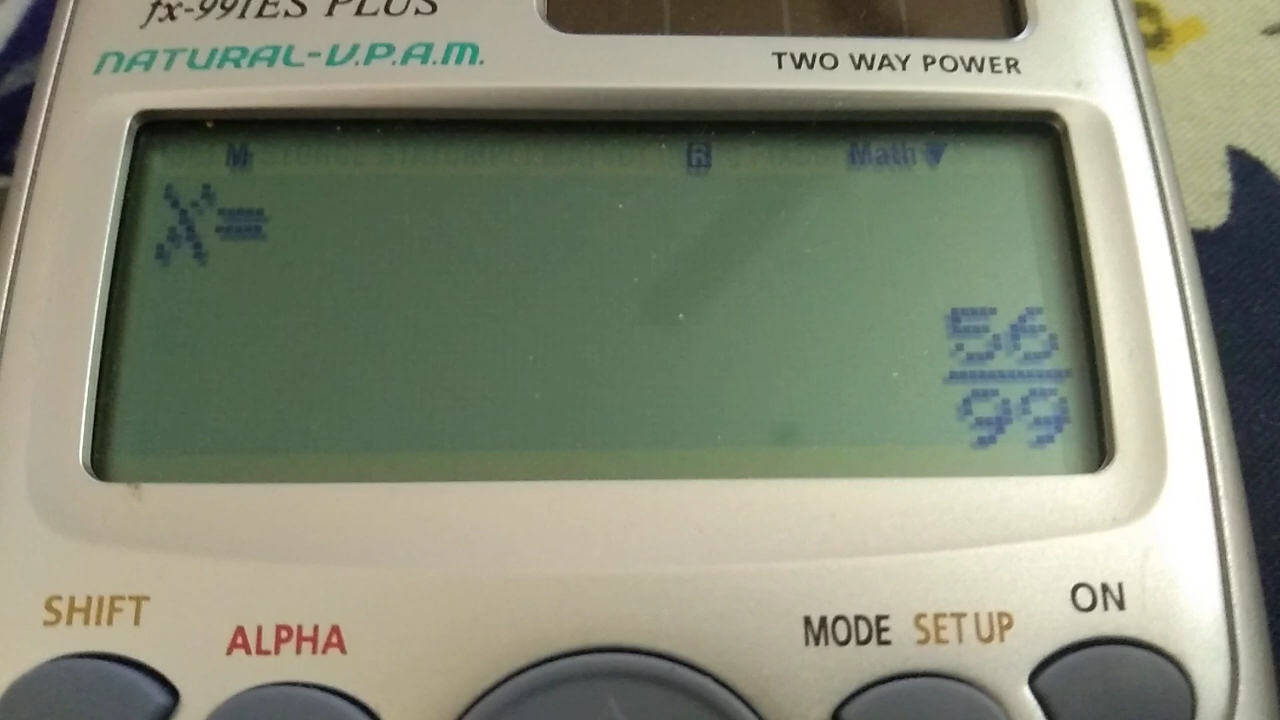 fx-991ES PLUS
NATURAL-V.P.A.M.
TWO WAY POWER
M R Math ▼
X=
56
99
SHIFT
ALPHA
MODE SETUP
ON